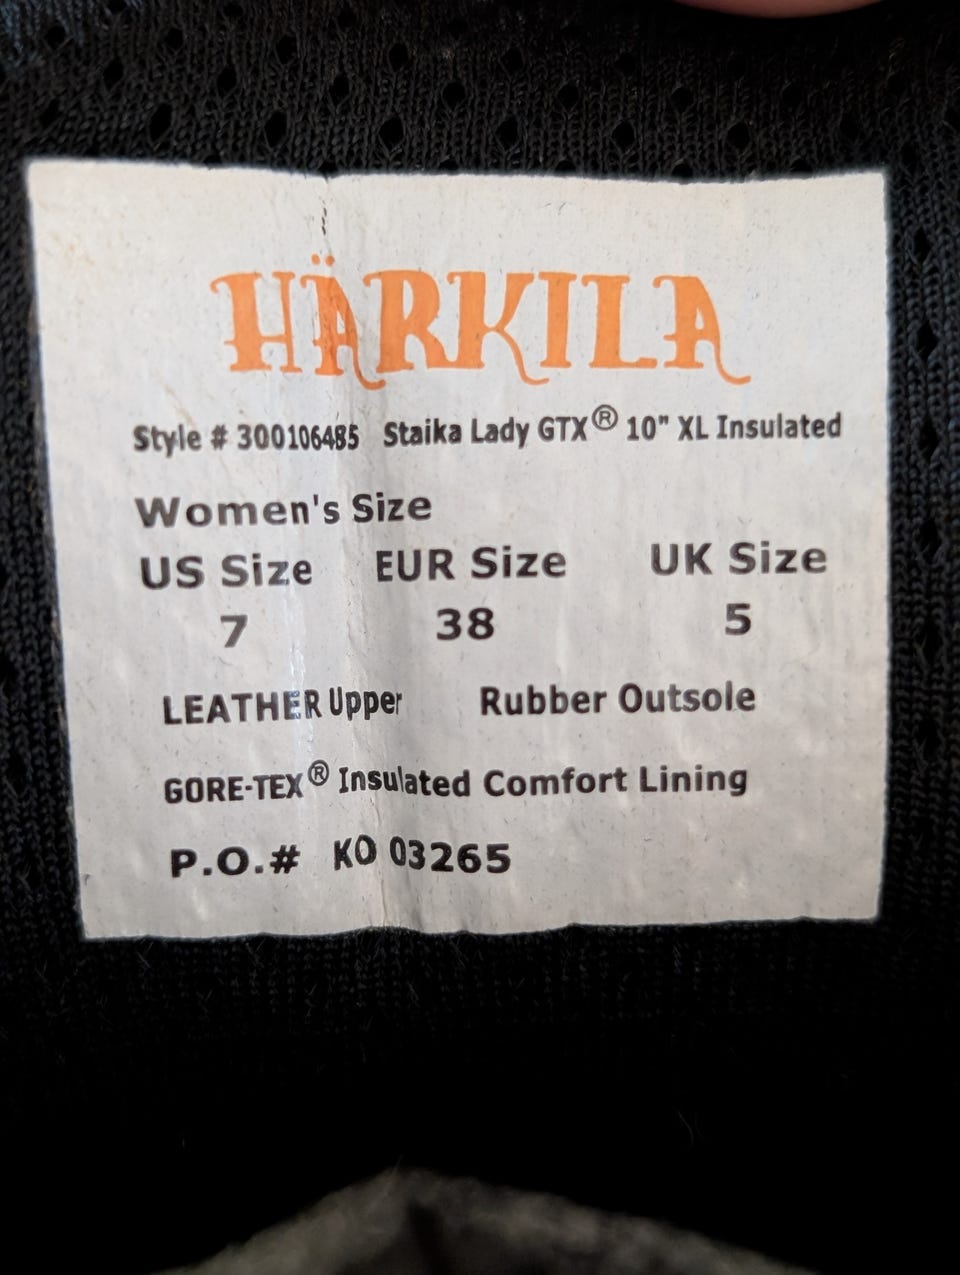 HÄRKILA
Style # 300106485 Staika Lady GTX® 10" XL Insulated
Women's Size
US Size EUR Size UK Size
7 38 5
LEATHER Upper Rubber Outsole
GORE-TEX® Insulated Comfort Lining
P.O.# KO 03265